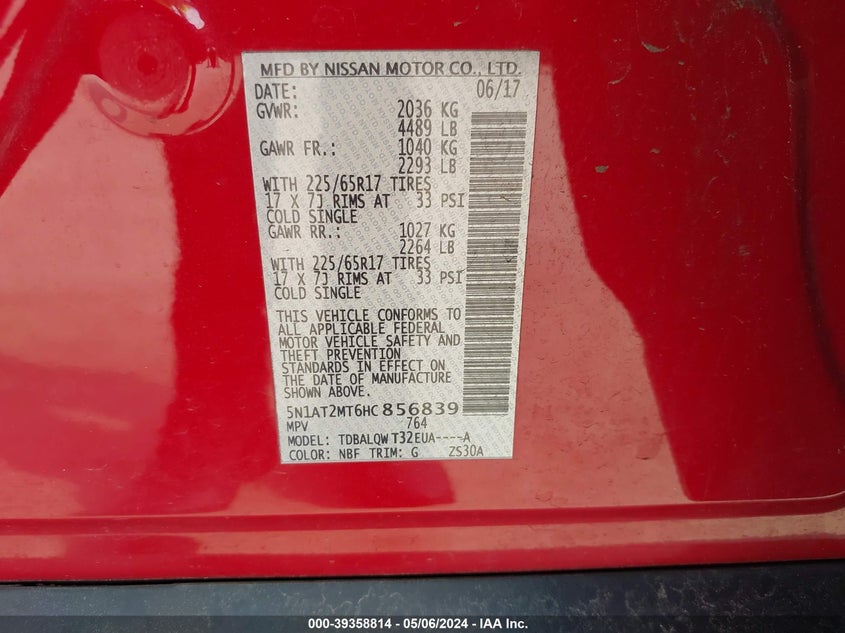 MFD BY NISSAN MOTOR CO., LTD.
DATE: 06/17
GVWR: 2036 KG
4489 LB
GAWR FR.: 1040 KG
2293 LB
WITH 225/65R17 TIRES
17 X 7J RIMS AT 33 PSI
COLD SINGLE
GAWR RR.: 1027 KG
2264 LB
WITH 225/65R17 TIRES
17 X 7J RIMS AT 33 PSI
COLD SINGLE
THIS VEHICLE CONFORMS TO
ALL APPLICABLE FEDERAL
MOTOR VEHICLE SAFETY AND
THEFT PREVENTION
STANDARDS IN EFFECT ON
THE DATE OF MANUFACTURE
SHOWN ABOVE.
5N1AT2MT6HC856839
MPV 764
MODEL: TDBALQW T32EUA----A
COLOR: NBF TRIM: G ZS30A
000-39358814 - 05/06/2024 - IAA Inc.